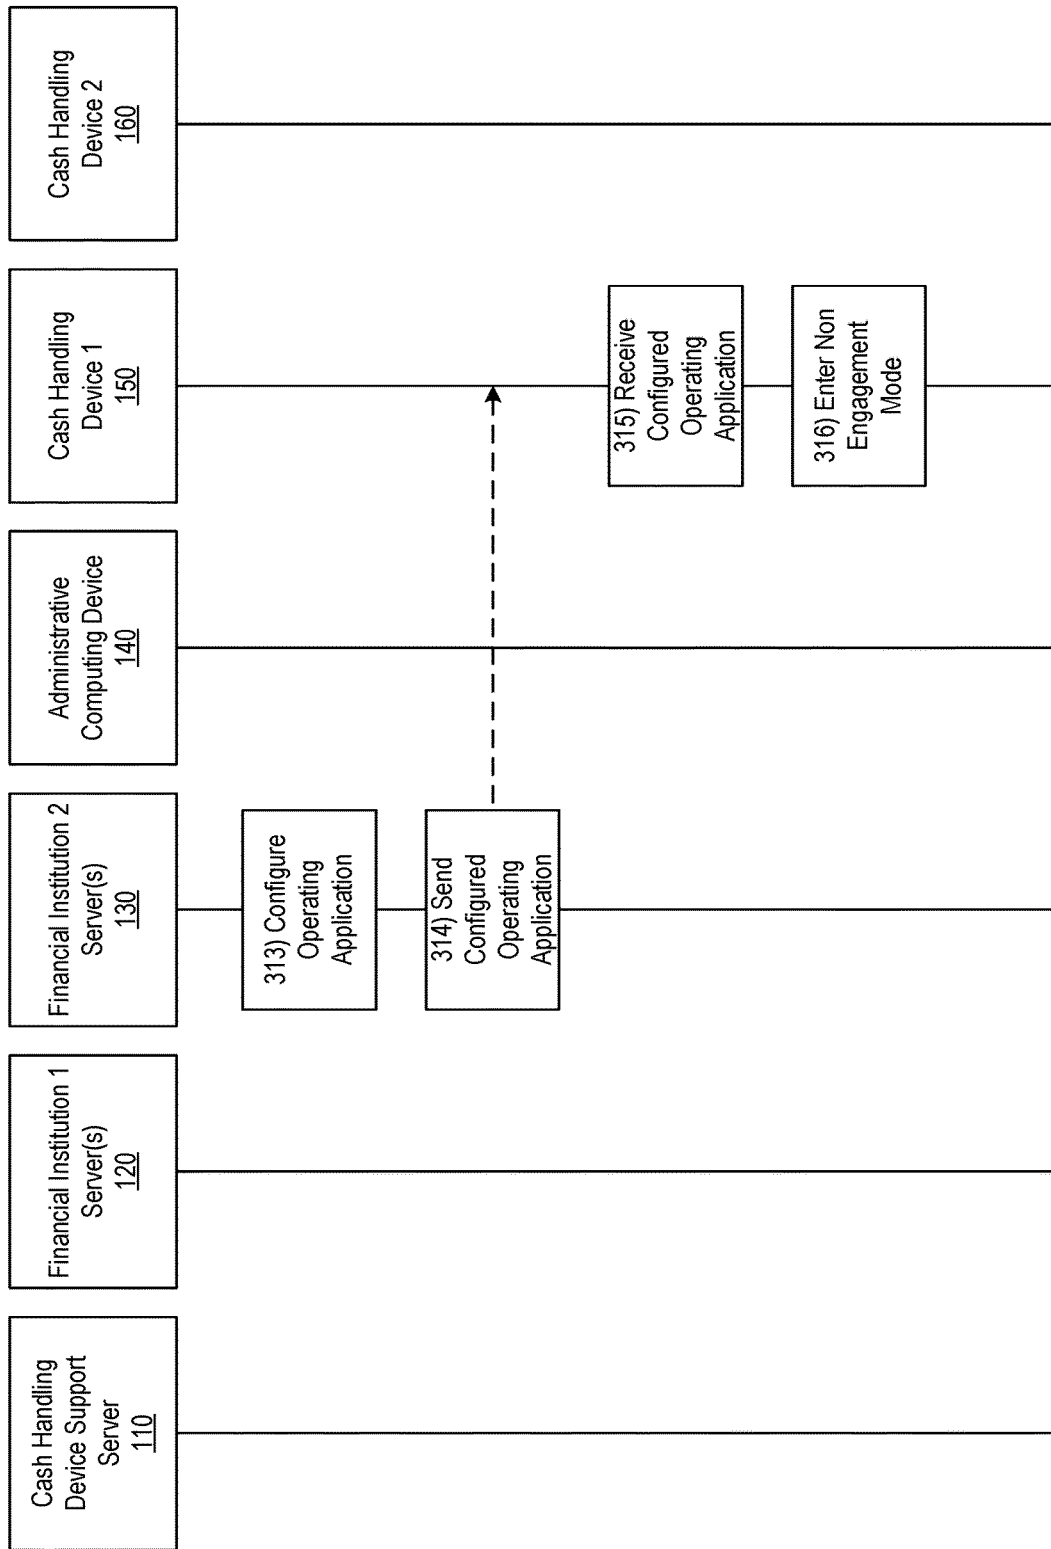 Cash Handling
Device Support
Server
110
Financial Institution 1
Server(s)
120
Financial Institution 2
Server(s)
130
Administrative
Computing Device
140
Cash Handling
Device 1
150
Cash Handling
Device 2
160
313) Configure
Operating
Application
314) Send
Configured
Operating
Application
315) Receive
Configured
Operating
Application
316) Enter Non
Engagement
Mode